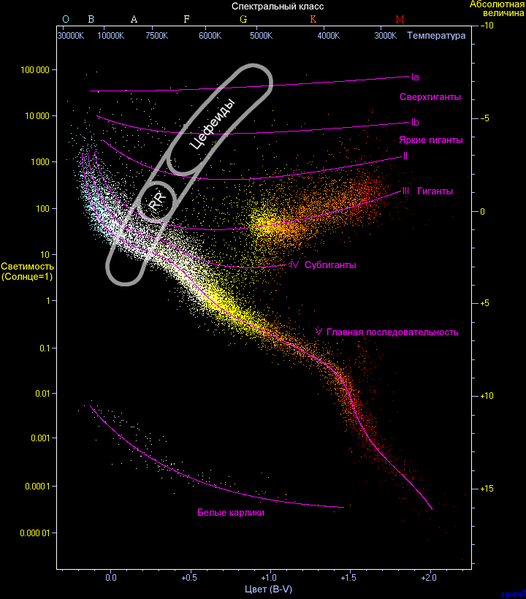 Спектральный класс
Абсолютная
величина
O B A F G K M
30000K 10000K 7500K 6000K 5000K 4000K 3000K Температура
-10
100 000
Ia
Сверхгиганты
10 000
Ib
-5
Цефеиды
Яркие гиганты
1000
II
III Гиганты
RR
100
0
10
IV Субгиганты
Светимость
(Солнце=1)
1
+5
V Главная последовательность
0.1
0.01
+10
0.001
0.0001
+15
Белые карлики
0.000 01
0.0 +0.5 +1.0 +1.5 +2.0
Цвет (B-V)